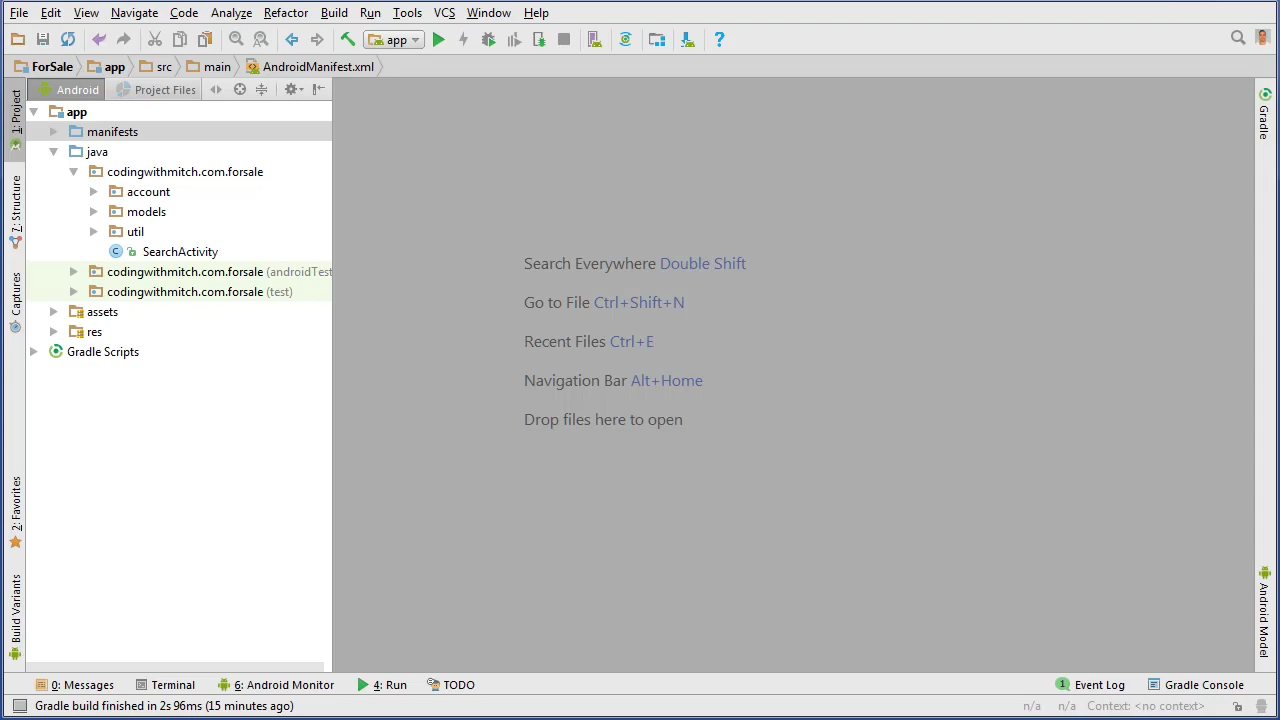 File Edit View Navigate Code Analyze Refactor Build Run Tools VCS Window Help
app
ForSale app src main AndroidManifest.xml
Android Project Files
1: Project
7: Structure
Captures
2: Favorites
Build Variants
app
manifests
java
codingwithmitch.com.forsale
account
models
util
C SearchActivity
codingwithmitch.com.forsale (androidTest
codingwithmitch.com.forsale (test)
assets
res
Gradle Scripts
Search Everywhere Double Shift
Go to File Ctrl+Shift+N
Recent Files Ctrl+E
Navigation Bar Alt+Home
Drop files here to open
Gradle
Android Model
0: Messages Terminal 6: Android Monitor 4: Run TODO 1 Event Log Gradle Console
Gradle build finished in 2s 96ms (15 minutes ago) n/a n/a Context: <no context>